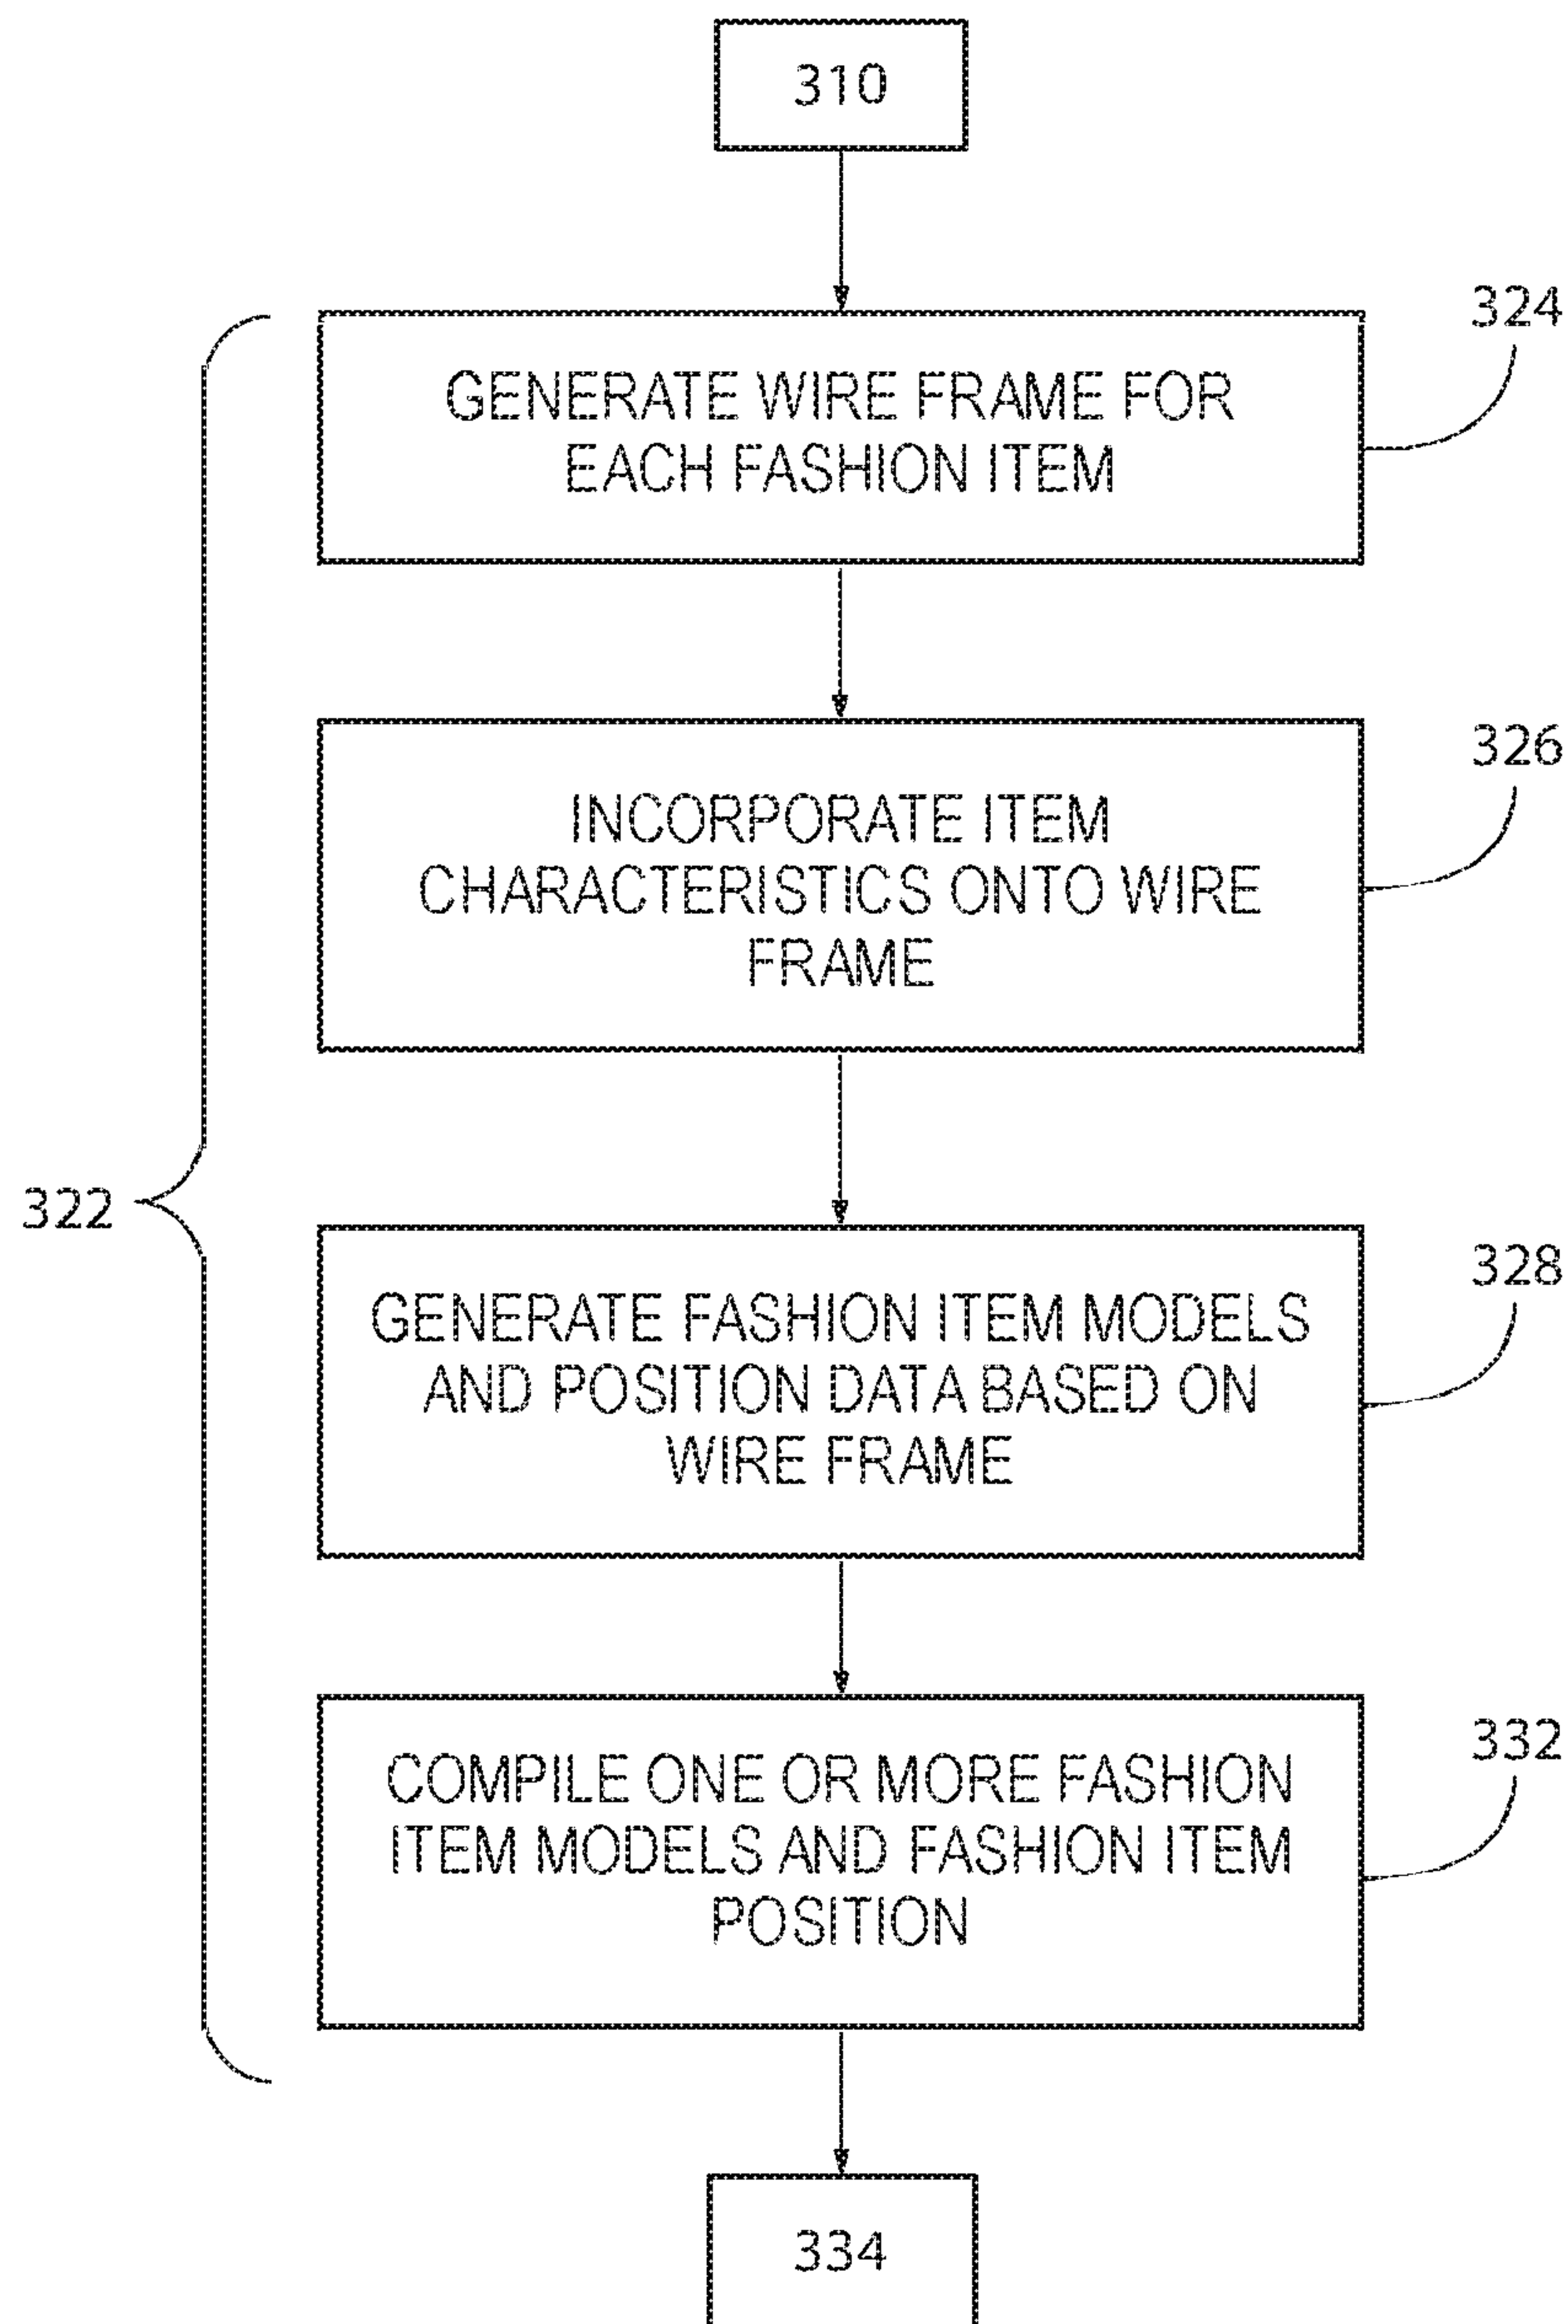 310
324
GENERATE WIRE FRAME FOR
EACH FASHION ITEM
326
INCORPORATE ITEM
CHARACTERISTICS ONTO WIRE
FRAME
322
328
GENERATE FASHION ITEM MODELS
AND POSITION DATA BASED ON
WIRE FRAME
332
COMPILE ONE OR MORE FASHION
ITEM MODELS AND FASHION ITEM
POSITION
334